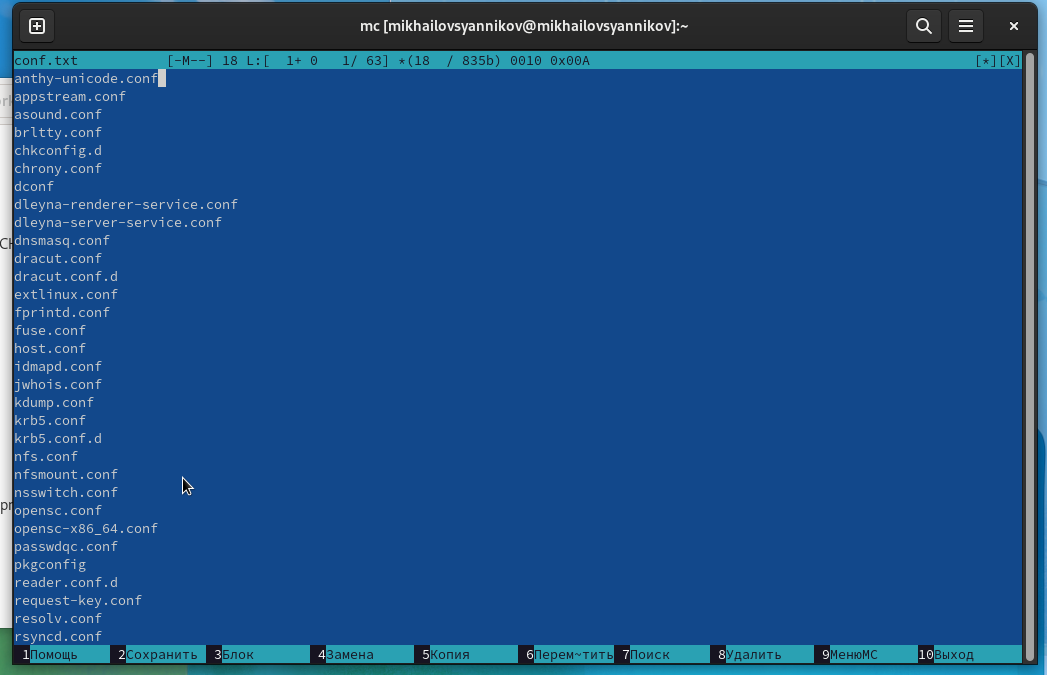 mc [mikhailovsyannikov@mikhailovsyannikov]:~
conf.txt [-M--] 18 L:[ 1+ 0 1/ 63] *(18 / 835b) 0010 0x00A [*][X]
anthy-unicode.conf
appstream.conf
asound.conf
brltty.conf
chkconfig.d
chrony.conf
dconf
dleyna-renderer-service.conf
dleyna-server-service.conf
dnsmasq.conf
dracut.conf
dracut.conf.d
extlinux.conf
fprintd.conf
fuse.conf
host.conf
idmapd.conf
jwhois.conf
kdump.conf
krb5.conf
krb5.conf.d
nfs.conf
nfsmount.conf
nsswitch.conf
opensc.conf
opensc-x86_64.conf
passwdqc.conf
pkgconfig
reader.conf.d
request-key.conf
resolv.conf
rsyncd.conf
1Помощь 2Сохранить 3Блок 4Замена 5Копия 6Перем~тить 7Поиск 8Удалить 9МенюMC 10Выход